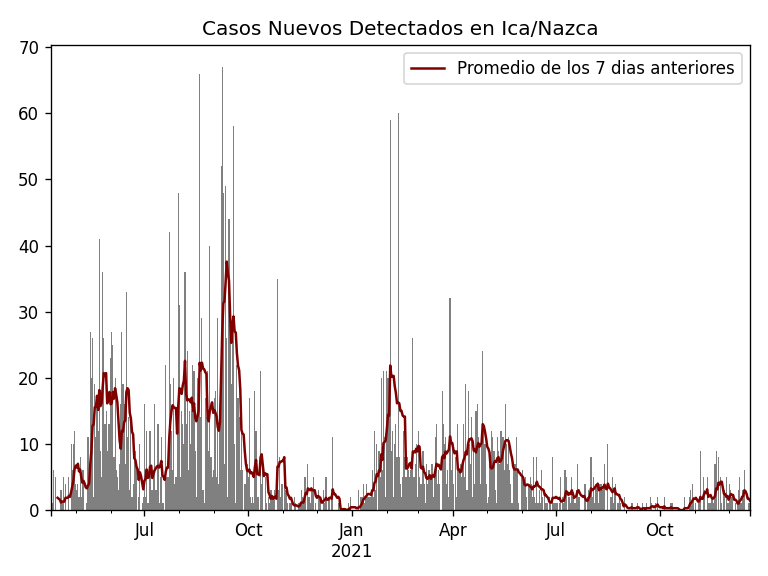 Casos Nuevos Detectados en Ica/Nazca
Promedio de los 7 dias anteriores
70
60
50
40
30
20
10
0
Jul
Oct
Jan
2021
Apr
Jul
Oct